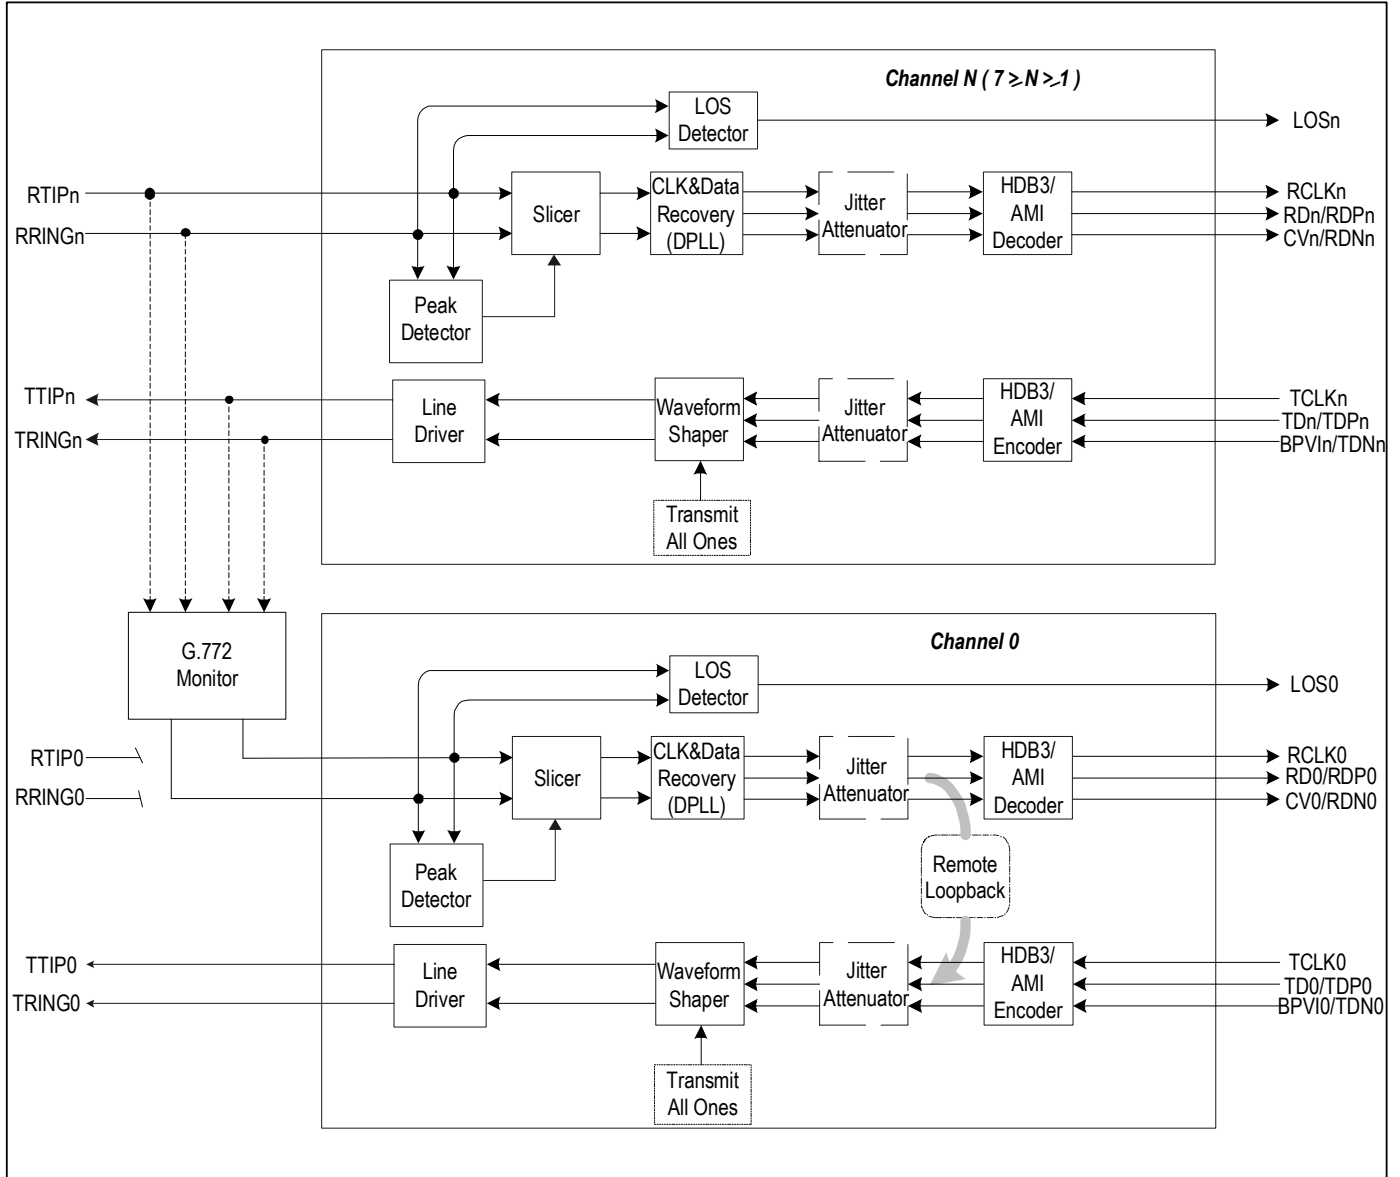 Channel N ( 7 ≥ N ≥ 1 )
LOS
Detector
LOSn
RTIPn
RRINGn
Slicer
CLK&Data
Recovery
(DPLL)
Jitter
Attenuator
HDB3/
AMI
Decoder
RCLKn
RDn/RDPn
CVn/RDNn
Peak
Detector
TTIPn
TRINGn
Line
Driver
Waveform
Shaper
Jitter
Attenuator
HDB3/
AMI
Encoder
TCLKn
TDn/TDPn
BPVIn/TDNn
Transmit
All Ones
G.772
Monitor
Channel 0
LOS
Detector
LOS0
RTIP0
RRING0
Slicer
CLK&Data
Recovery
(DPLL)
Jitter
Attenuator
HDB3/
AMI
Decoder
RCLK0
RD0/RDP0
CV0/RDN0
Peak
Detector
Remote
Loopback
TTIP0
TRING0
Line
Driver
Waveform
Shaper
Jitter
Attenuator
HDB3/
AMI
Encoder
TCLK0
TD0/TDP0
BPVI0/TDN0
Transmit
All Ones